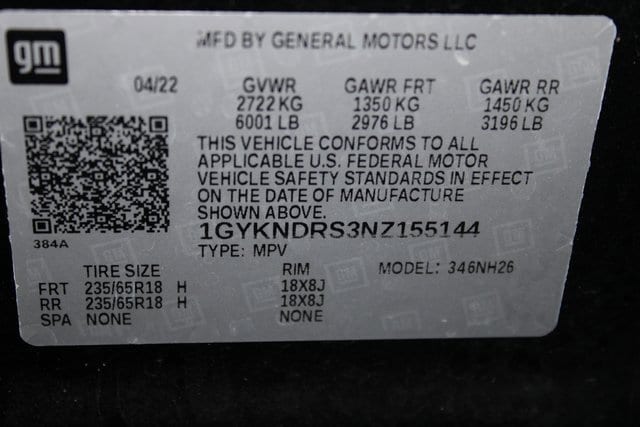 gm
MFD BY GENERAL MOTORS LLC
04/22 GVWR GAWR FRT GAWR RR
2722 KG 1350 KG 1450 KG
6001 LB 2976 LB 3196 LB
THIS VEHICLE CONFORMS TO ALL
APPLICABLE U.S. FEDERAL MOTOR
VEHICLE SAFETY STANDARDS IN EFFECT
ON THE DATE OF MANUFACTURE
SHOWN ABOVE.
384A
1GYKNDRS3NZ155144
TYPE: MPV
TIRE SIZE RIM MODEL: 346NH26
FRT 235/65R18 H 18X8J
RR 235/65R18 H 18X8J
SPA NONE NONE